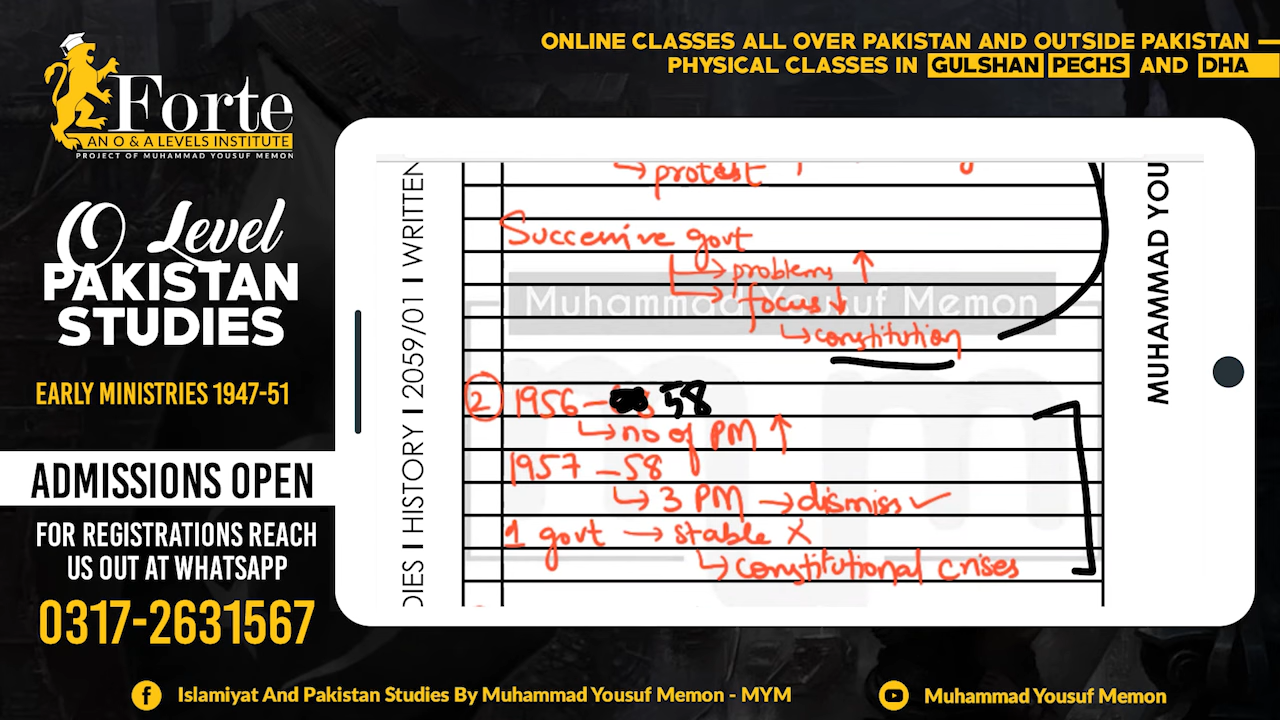 ONLINE CLASSES ALL OVER PAKISTAN AND OUTSIDE PAKISTAN
PHYSICAL CLASSES IN GULSHAN PECHS AND DHA
Forte
AN O & A LEVELS INSTITUTE
PROJECT OF MUHAMMAD YOUSUF MEMON
O Level
PAKISTAN
STUDIES
EARLY MINISTRIES 1947-51
ADMISSIONS OPEN
FOR REGISTRATIONS REACH
US OUT AT WHATSAPP
0317-2631567
DIES I HISTORY I 2059/01 I WRITTEN
→ protest
Successive govt
→ problems ↑
→ focus ↓
→ constitution
Muhammad Yousuf Memon
2 1956 - 58
→ no of PM ↑
1957 - 58
→ 3 PM → dismiss ✓
1 govt → stable X
→ constitutional crises
MUHAMMAD YOU
Islamiyat And Pakistan Studies By Muhammad Yousuf Memon - MYM
Muhammad Yousuf Memon